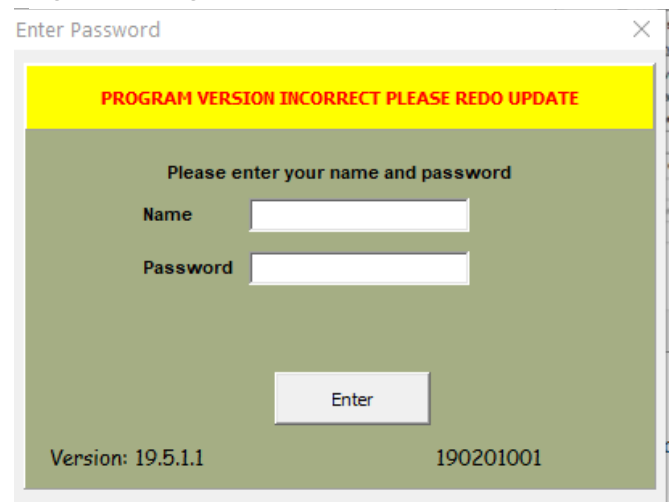 Enter Password
PROGRAM VERSION INCORRECT PLEASE REDO UPDATE
Please enter your name and password
Name
Password
Enter
Version: 19.5.1.1 190201001